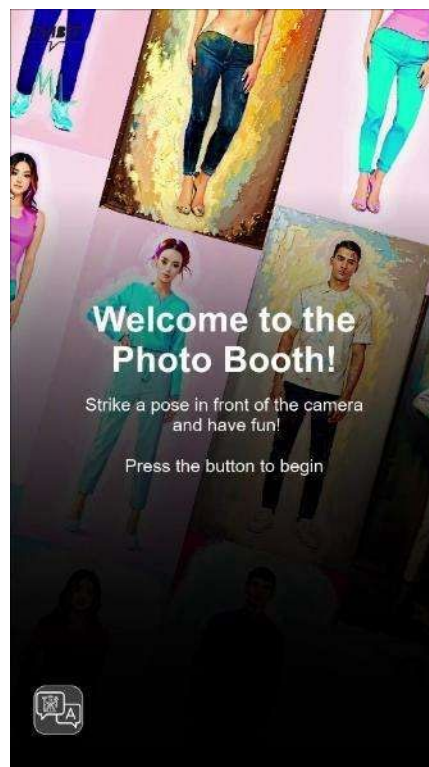 Welcome to the
Photo Booth!
Strike a pose in front of the camera
and have fun!
Press the button to begin
A